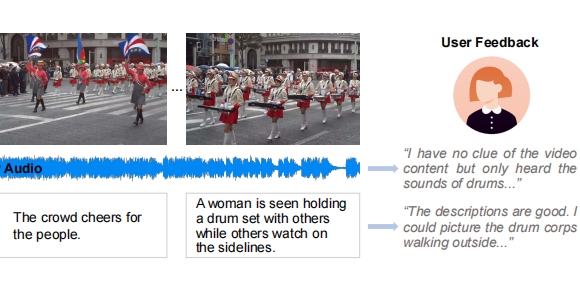 User Feedback
...
Audio
“I have no clue of the video
content but only heard the
sounds of drums...”
The crowd cheers for
the people.
A woman is seen holding
a drum set with others
while others watch on
the sidelines.
“The descriptions are good. I
could picture the drum corps
walking outside...”